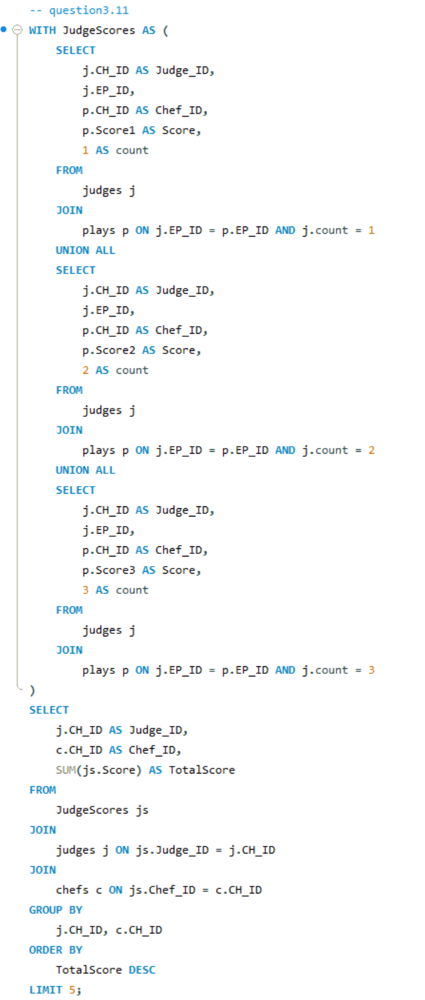 -- question3.11
WITH JudgeScores AS (
SELECT
j.CH_ID AS Judge_ID,
j.EP_ID,
p.CH_ID AS Chef_ID,
p.Score1 AS Score,
1 AS count
FROM
judges j
JOIN
plays p ON j.EP_ID = p.EP_ID AND j.count = 1
UNION ALL
SELECT
j.CH_ID AS Judge_ID,
j.EP_ID,
p.CH_ID AS Chef_ID,
p.Score2 AS Score,
2 AS count
FROM
judges j
JOIN
plays p ON j.EP_ID = p.EP_ID AND j.count = 2
UNION ALL
SELECT
j.CH_ID AS Judge_ID,
j.EP_ID,
p.CH_ID AS Chef_ID,
p.Score3 AS Score,
3 AS count
FROM
judges j
JOIN
plays p ON j.EP_ID = p.EP_ID AND j.count = 3
)
SELECT
j.CH_ID AS Judge_ID,
c.CH_ID AS Chef_ID,
SUM(js.Score) AS TotalScore
FROM
JudgeScores js
JOIN
judges j ON js.Judge_ID = j.CH_ID
JOIN
chefs c ON js.Chef_ID = c.CH_ID
GROUP BY
j.CH_ID, c.CH_ID
ORDER BY
TotalScore DESC
LIMIT 5;